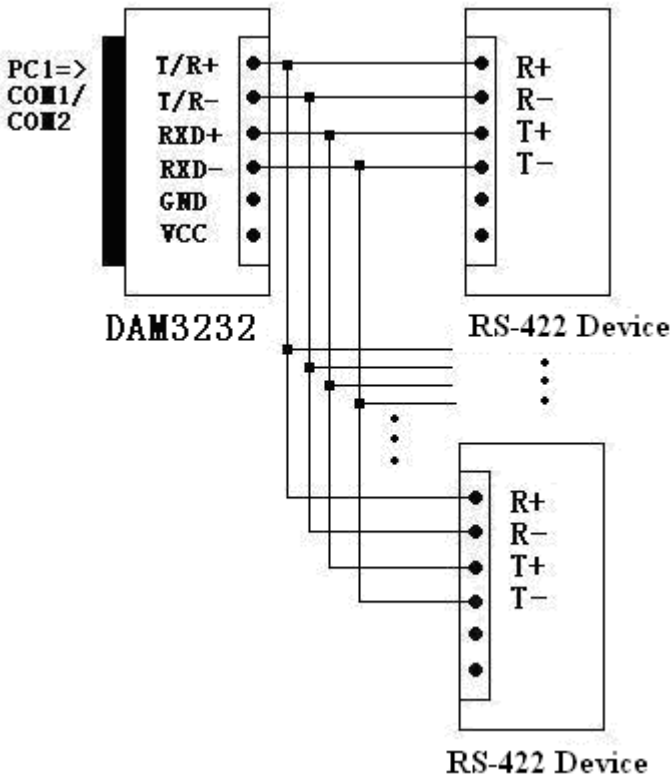 PC1=>
COM1/
COM2
T/R+
T/R-
RXD+
RXD-
GND
VCC
DAM3232
R+
R-
T+
T-
RS-422 Device
R+
R-
T+
T-
RS-422 Device